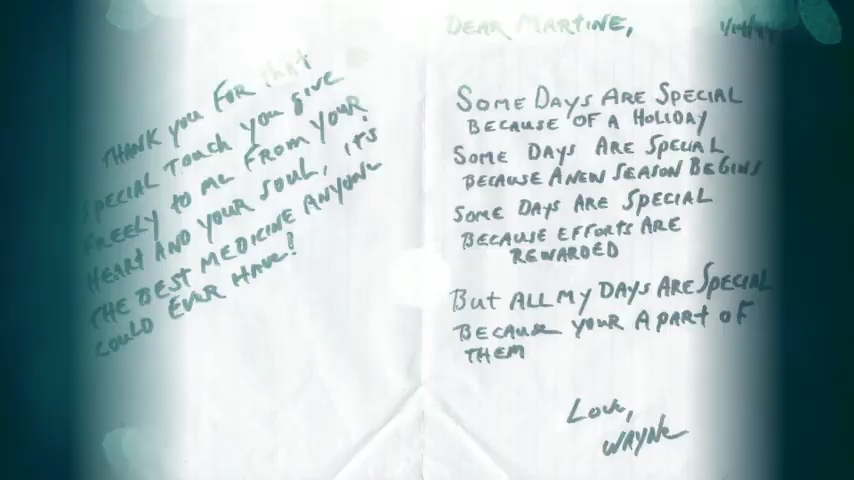 THANK YOU FOR that
SPECIAL TOUCH YOU GIVE
FREELY TO ME FROM YOUR
HEART AND YOUR SOUL, IT'S
THE BEST MEDICINE ANYONE
COULD EVER HAVE!
DEAR MARTINE,
SOME DAYS ARE SPECIAL
BECAUSE OF A HOLIDAY
SOME DAYS ARE SPECIAL
BECAUSE A NEW SEASON BEGINS
SOME DAYS ARE SPECIAL
BECAUSE EFFORTS ARE
REWARDED
BUT ALL MY DAYS ARE SPECIAL
BECAUSE YOUR A PART OF
THEM
Love,
WAYNE